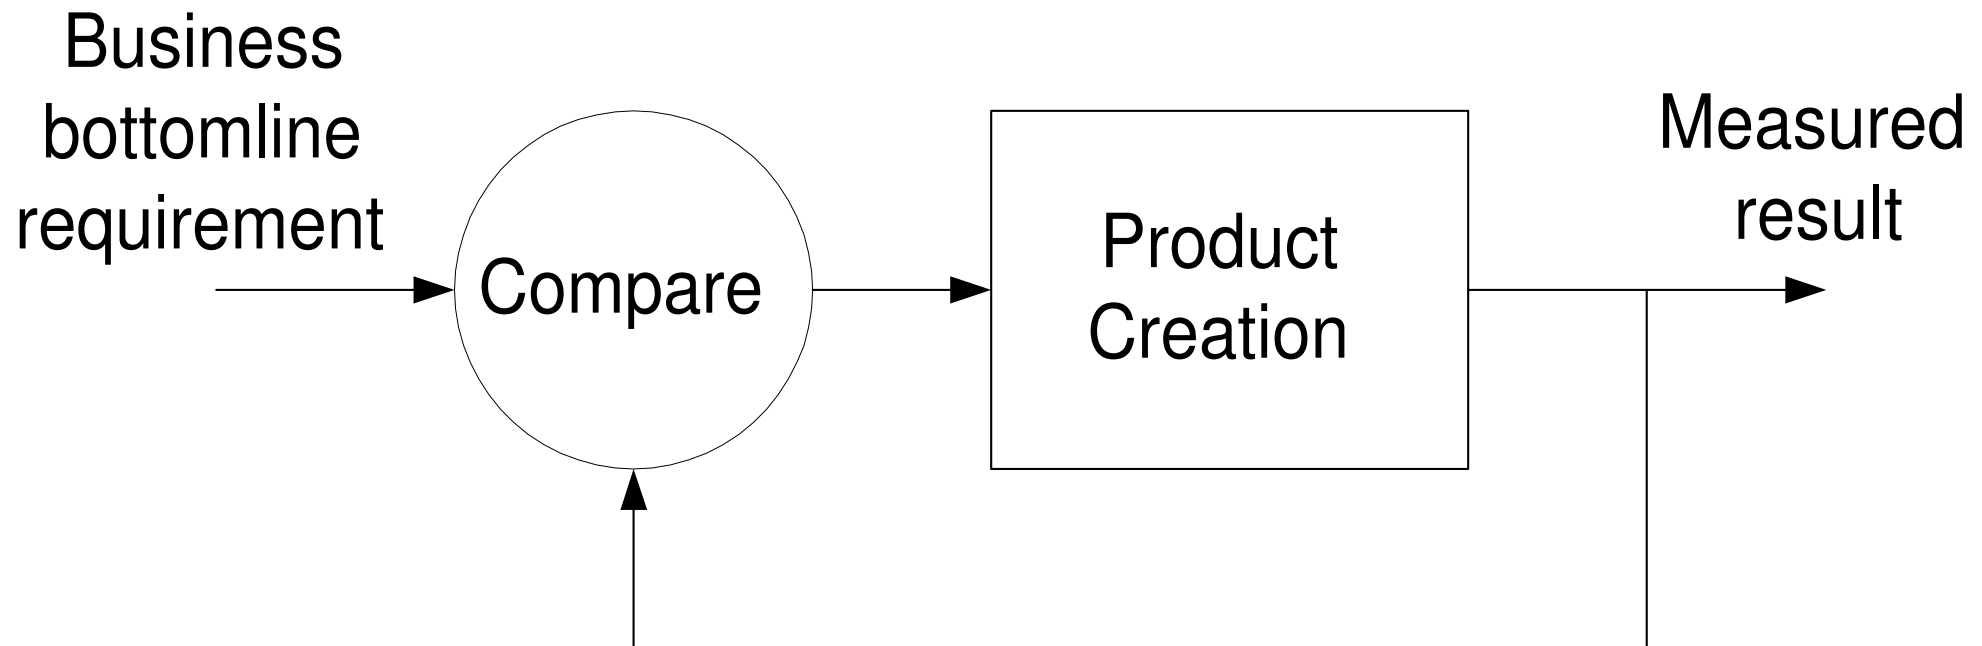 Business
bottomline
requirement
Compare
Product
Creation
Measured
result